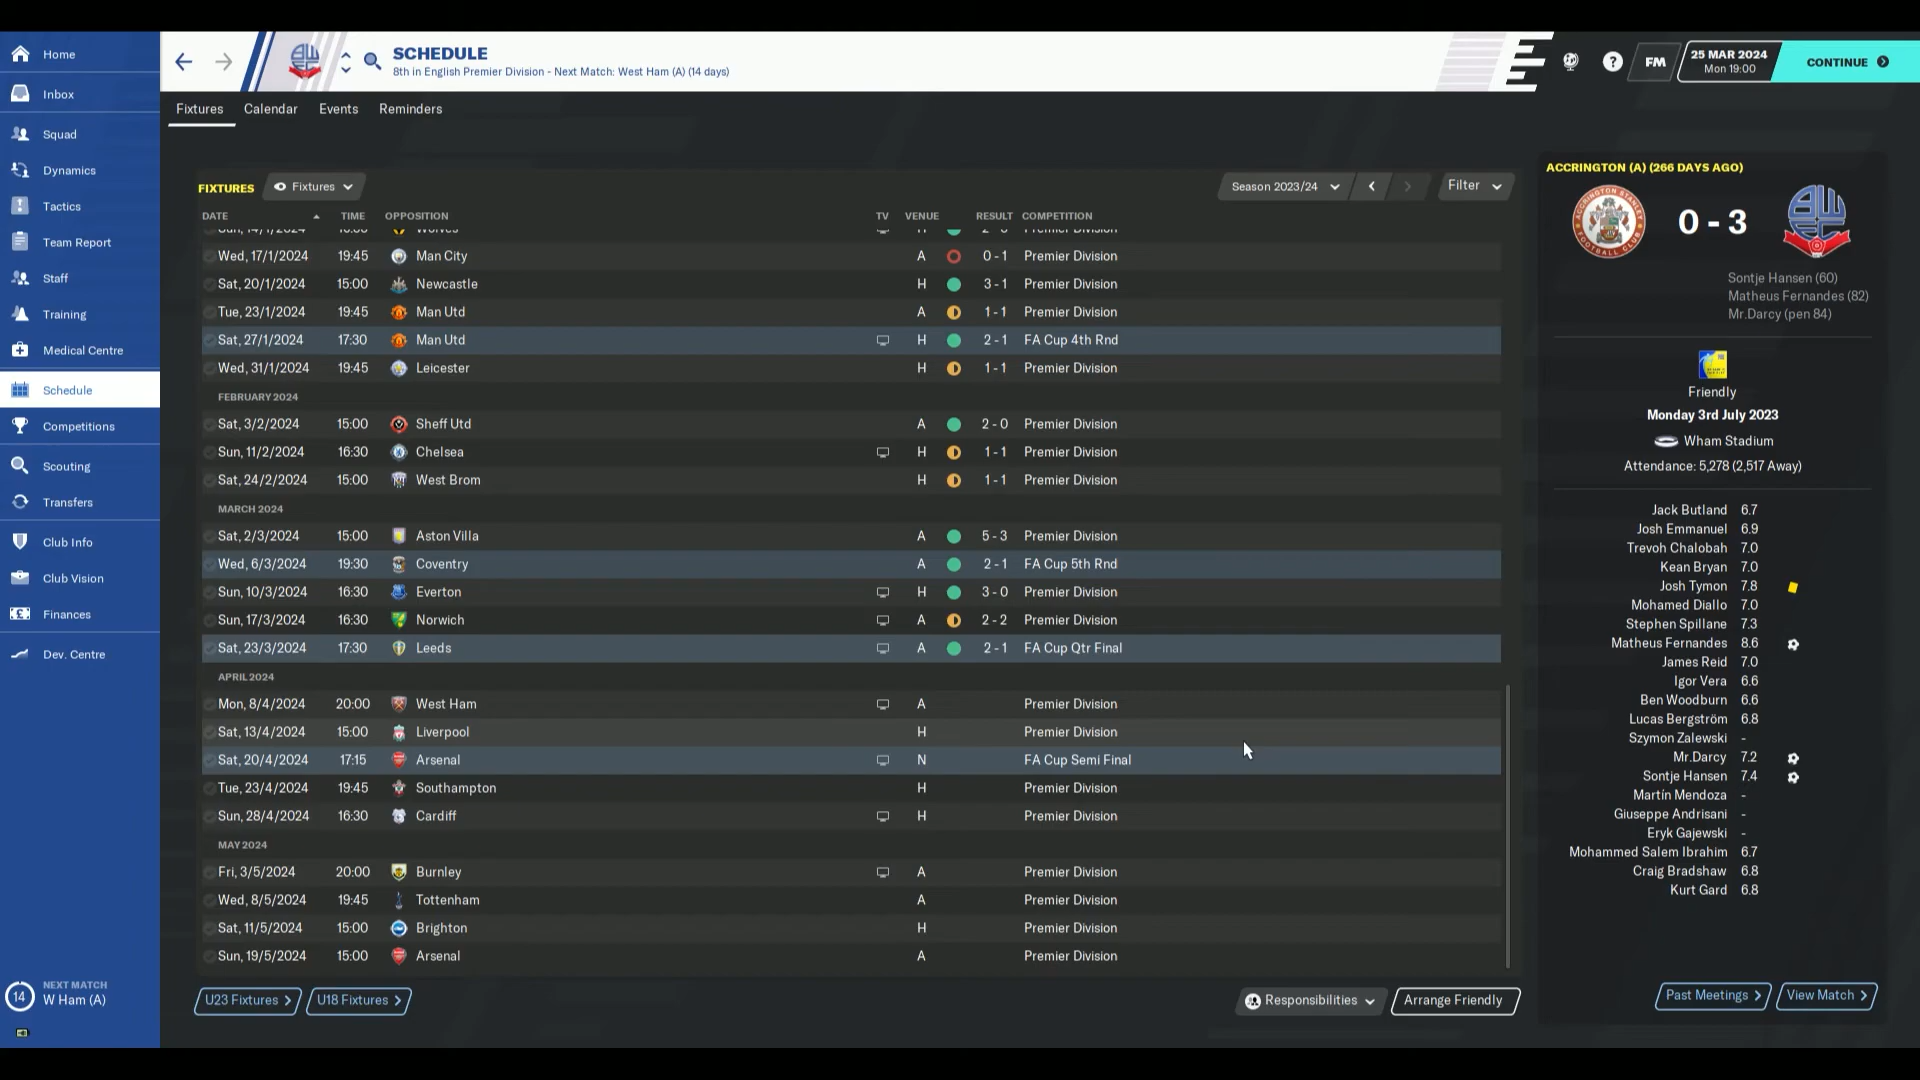 Home
Inbox
Squad
Dynamics
Tactics
Team Report
Staff
Training
Medical Centre
Schedule
Competitions
Scouting
Transfers
Club Info
Club Vision
Finances
Dev. Centre
14
NEXT MATCH
W Ham (A)
SCHEDULE
8th in English Premier Division - Next Match: West Ham (A) (14 days)
FM
25 MAR 2024
Mon 19:00
CONTINUE
Fixtures Calendar Events Reminders
FIXTURES Fixtures Season 2023/24 Filter
DATE TIME OPPOSITION TV VENUE RESULT COMPETITION
Wed, 17/1/2024 19:45 Man City A 0 - 1 Premier Division
Sat, 20/1/2024 15:00 Newcastle H 3 - 1 Premier Division
Tue, 23/1/2024 19:45 Man Utd A 1 - 1 Premier Division
Sat, 27/1/2024 17:30 Man Utd H 2 - 1 FA Cup 4th Rnd
Wed, 31/1/2024 19:45 Leicester H 1 - 1 Premier Division
FEBRUARY 2024
Sat, 3/2/2024 15:00 Sheff Utd A 2 - 0 Premier Division
Sun, 11/2/2024 16:30 Chelsea H 1 - 1 Premier Division
Sat, 24/2/2024 15:00 West Brom H 1 - 1 Premier Division
MARCH 2024
Sat, 2/3/2024 15:00 Aston Villa A 5 - 3 Premier Division
Wed, 6/3/2024 19:30 Coventry A 2 - 1 FA Cup 5th Rnd
Sun, 10/3/2024 16:30 Everton H 3 - 0 Premier Division
Sun, 17/3/2024 16:30 Norwich A 2 - 2 Premier Division
Sat, 23/3/2024 17:30 Leeds A 2 - 1 FA Cup Qtr Final
APRIL 2024
Mon, 8/4/2024 20:00 West Ham A Premier Division
Sat, 13/4/2024 15:00 Liverpool H Premier Division
Sat, 20/4/2024 17:15 Arsenal N FA Cup Semi Final
Tue, 23/4/2024 19:45 Southampton H Premier Division
Sun, 28/4/2024 16:30 Cardiff H Premier Division
MAY 2024
Fri, 3/5/2024 20:00 Burnley A Premier Division
Wed, 8/5/2024 19:45 Tottenham A Premier Division
Sat, 11/5/2024 15:00 Brighton H Premier Division
Sun, 19/5/2024 15:00 Arsenal A Premier Division
U23 Fixtures U18 Fixtures Responsibilities Arrange Friendly
ACCRINGTON (A) (266 DAYS AGO)
0 - 3
Sontje Hansen (60)
Matheus Fernandes (82)
Mr.Darcy (pen 84)
Friendly
Monday 3rd July 2023
Wham Stadium
Attendance: 5,278 (2,517 Away)
Jack Butland 6.7
Josh Emmanuel 6.9
Trevoh Chalobah 7.0
Kean Bryan 7.0
Josh Tymon 7.8
Mohamed Diallo 7.0
Stephen Spillane 7.3
Matheus Fernandes 8.6
James Reid 7.0
Igor Vera 6.6
Ben Woodburn 6.6
Lucas Bergström 6.8
Szymon Zalewski -
Mr.Darcy 7.2
Sontje Hansen 7.4
Martín Mendoza -
Giuseppe Andrisani -
Eryk Gajewski -
Mohammed Salem Ibrahim 6.7
Craig Bradshaw 6.8
Kurt Gard 6.8
Past Meetings View Match